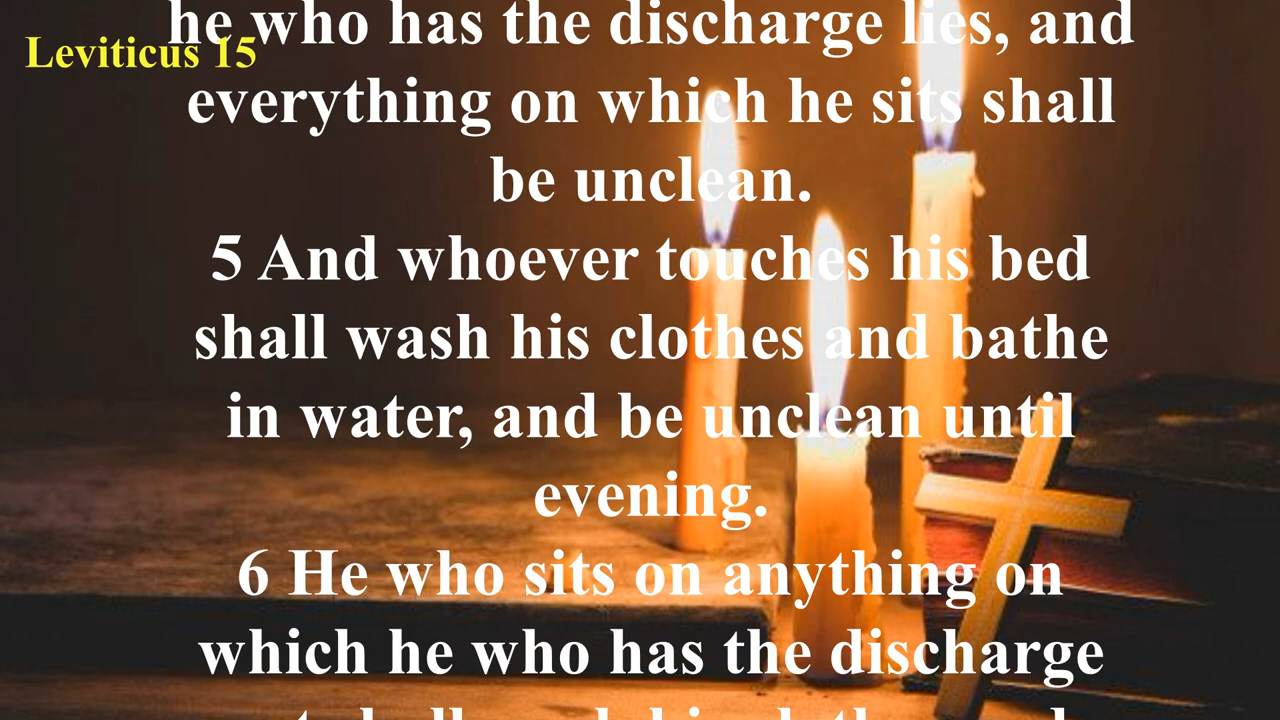 he who has the discharge lies, and
Leviticus 15
everything on which he sits shall
be unclean.
5 And whoever touches his bed
shall wash his clothes and bathe
in water, and be unclean until
evening.
6 He who sits on anything on
which he who has the discharge